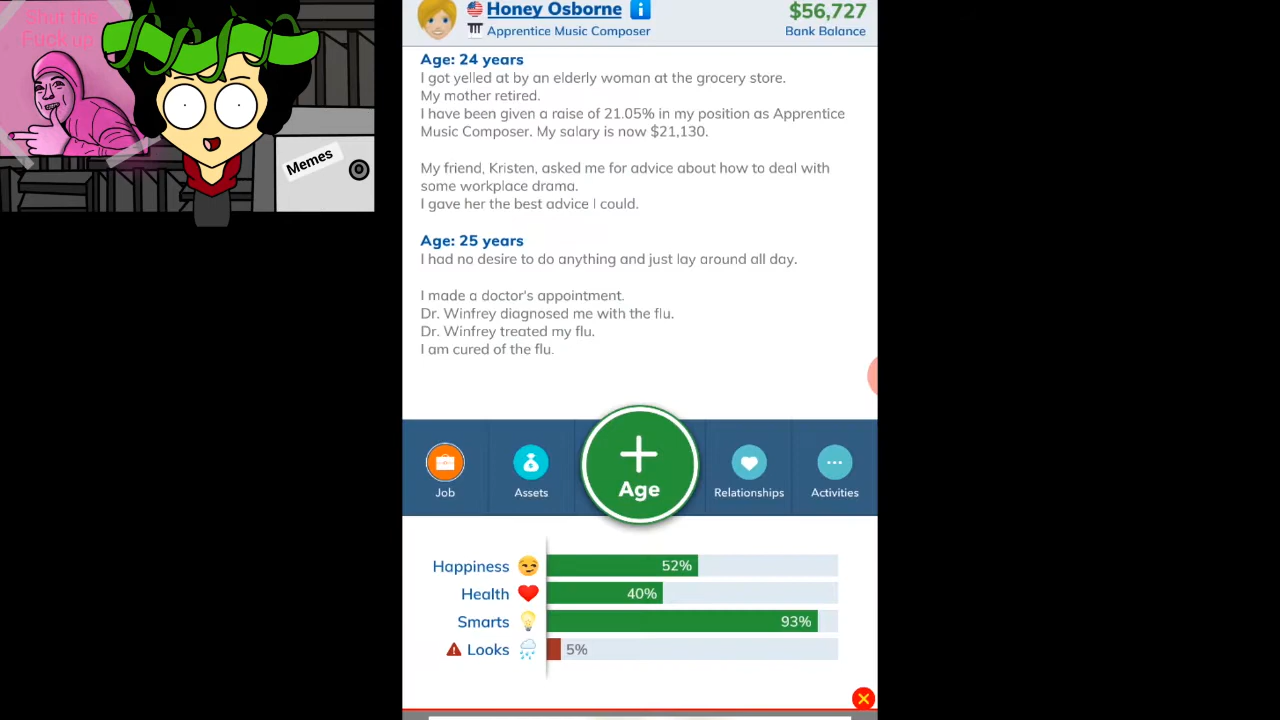 Shut the
Fuck up
Memes
Honey Osborne
Apprentice Music Composer
$56,727
Bank Balance
Age: 24 years
I got yelled at by an elderly woman at the grocery store.
My mother retired.
I have been given a raise of 21.05% in my position as Apprentice
Music Composer. My salary is now $21,130.
My friend, Kristen, asked me for advice about how to deal with
some workplace drama.
I gave her the best advice I could.
Age: 25 years
I had no desire to do anything and just lay around all day.
I made a doctor's appointment.
Dr. Winfrey diagnosed me with the flu.
Dr. Winfrey treated my flu.
I am cured of the flu.
Job
Assets
Age
Relationships
Activities
Happiness 52%
Health 40%
Smarts 93%
Looks 5%